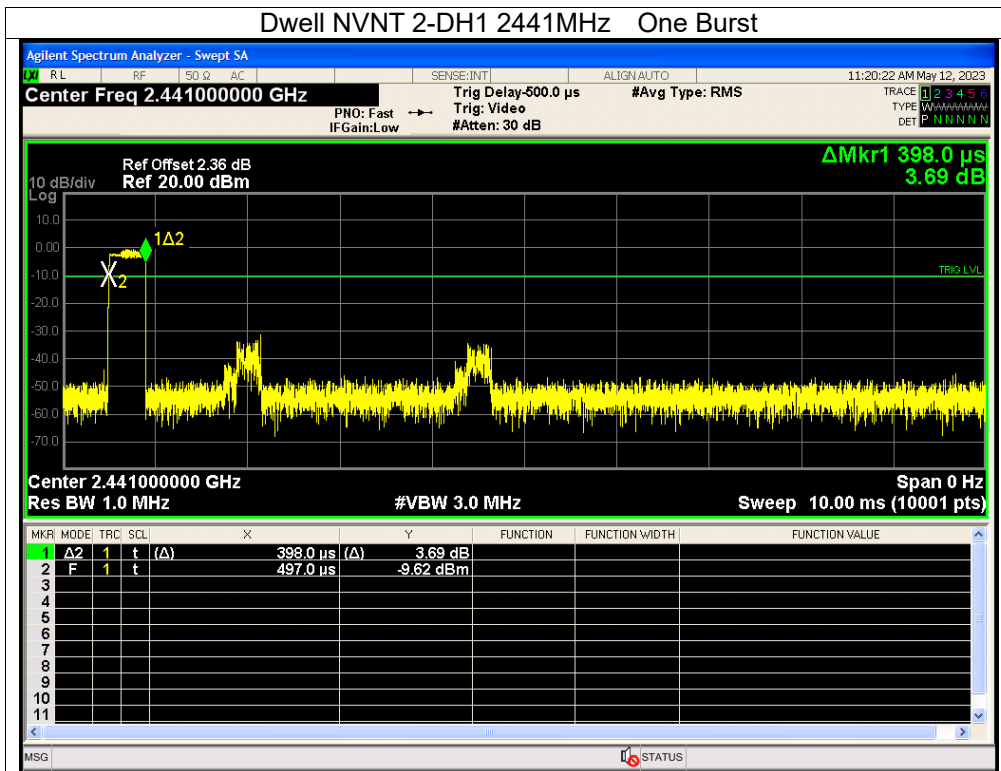 Dwell NVNT 2-DH1 2441MHz One Burst
Agilent Spectrum Analyzer - Swept SA
LXI RL RF 50 Ω AC SENSE:INT ALIGN AUTO 11:20:22 AM May 12, 2023
Center Freq 2.441000000 GHz Trig Delay-500.0 µs #Avg Type: RMS TRACE 1 2 3 4 5 6
PNO: Fast Trig: Video TYPE WWWWWW
IFGain:Low #Atten: 30 dB DET P N N N N N
ΔMkr1 398.0 µs
Ref Offset 2.36 dB
10 dB/div Ref 20.00 dBm 3.69 dB
Log
10.0
0.00 1Δ2
-10.0 2 TRIG LVL
-20.0
-30.0
-40.0
-50.0
-60.0
-70.0
Center 2.441000000 GHz Span 0 Hz
Res BW 1.0 MHz #VBW 3.0 MHz Sweep 10.00 ms (10001 pts)
MKR MODE TRC SCL X Y FUNCTION FUNCTION WIDTH FUNCTION VALUE
1 Δ2 1 t (Δ) 398.0 µs (Δ) 3.69 dB
2 F 1 t 497.0 µs -9.62 dBm
3
4
5
6
7
8
9
10
11
MSG STATUS